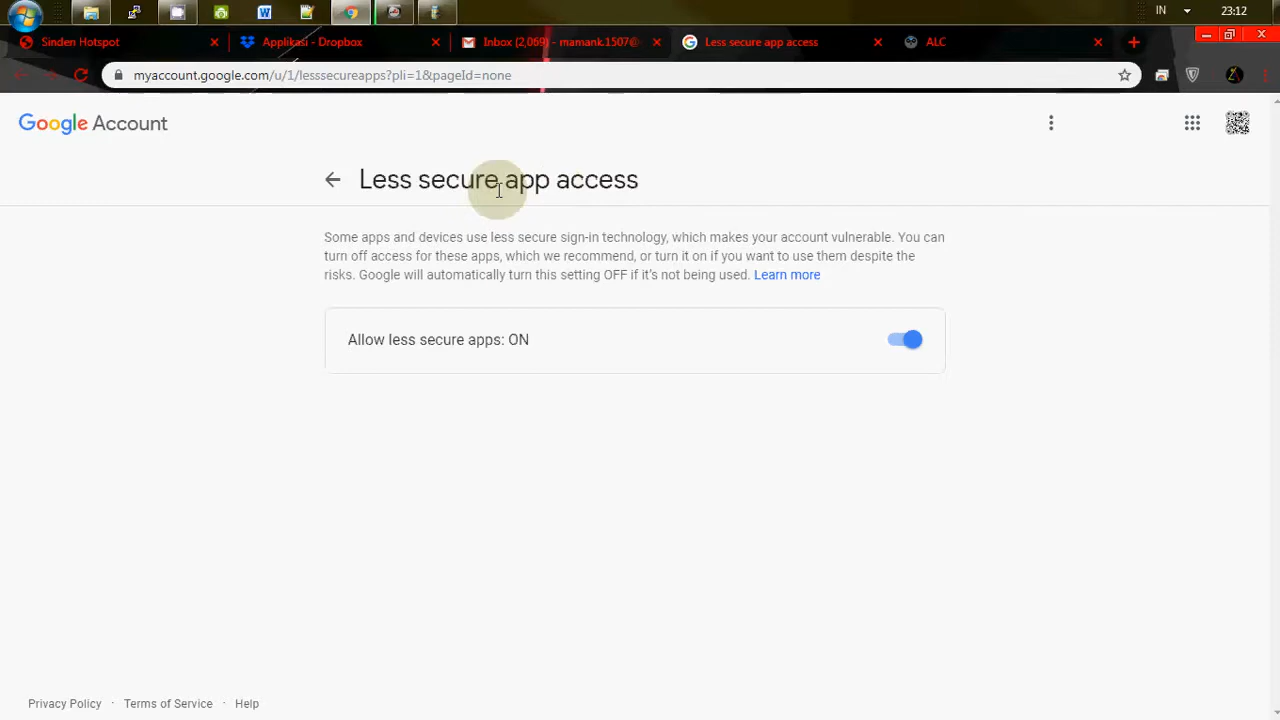 IN
23:12
Sinden Hotspot
Applikasi - Dropbox
Inbox (2,069) - mamank.1507@
Less secure app access
ALC
myaccount.google.com/u/1/lesssecureapps?pli=1&pageId=none
Google Account
Less secure app access
Some apps and devices use less secure sign-in technology, which makes your account vulnerable. You can
turn off access for these apps, which we recommend, or turn it on if you want to use them despite the
risks. Google will automatically turn this setting OFF if it's not being used. Learn more
Allow less secure apps: ON
Privacy Policy · Terms of Service · Help